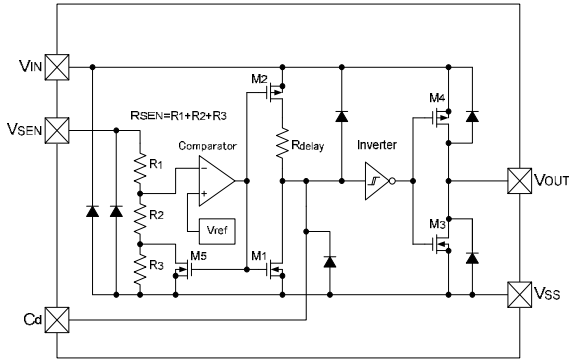 VIN
M2
M4
RSEN=R1+R2+R3
VSEN
Comparator
Rdelay
Inverter
R1
VOUT
R2
Vref
M3
M5
M1
R3
VSS
Cd